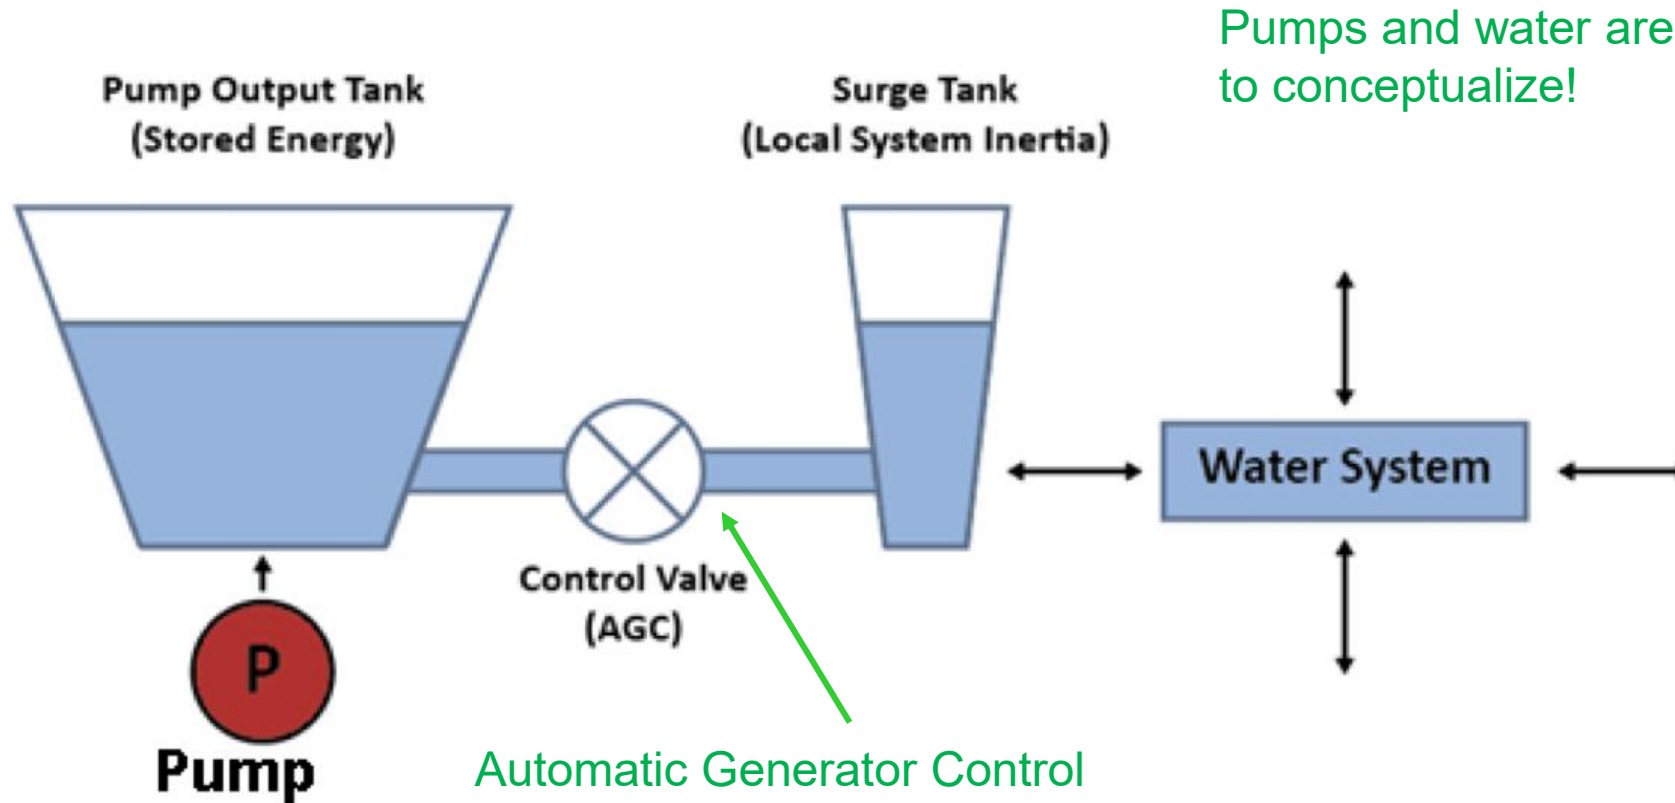 Pumps and water are
to conceptualize!
Pump Output Tank
(Stored Energy)
Surge Tank
(Local System Inertia)
Water System
Control Valve
(AGC)
P
Pump
Automatic Generator Control